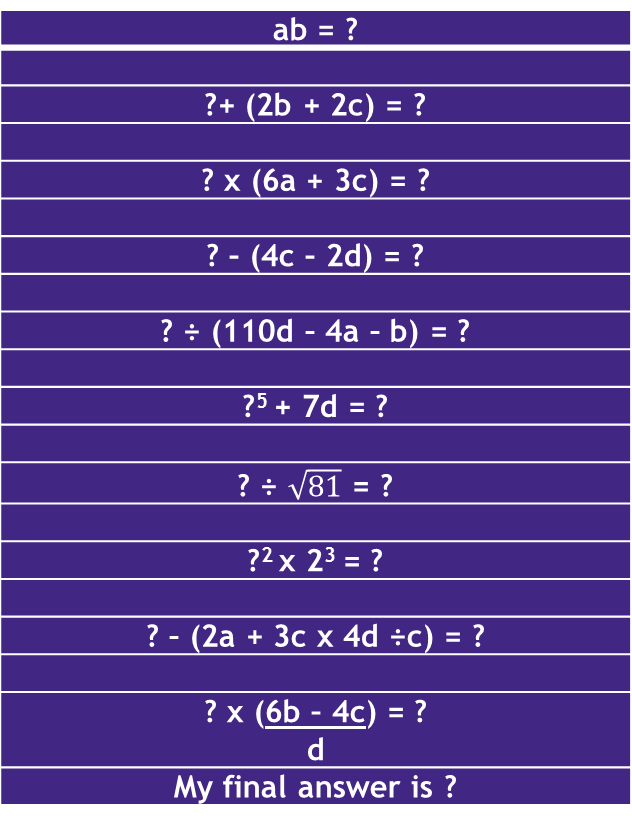 ab = ?
?+ (2b + 2c) = ?
? x (6a + 3c) = ?
? – (4c – 2d) = ?
? ÷ (110d – 4a – b) = ?
?⁵ + 7d = ?
? ÷ √81 = ?
?² x 2³ = ?
? – (2a + 3c x 4d ÷c) = ?
? x (6b – 4c) = ?
d
My final answer is ?